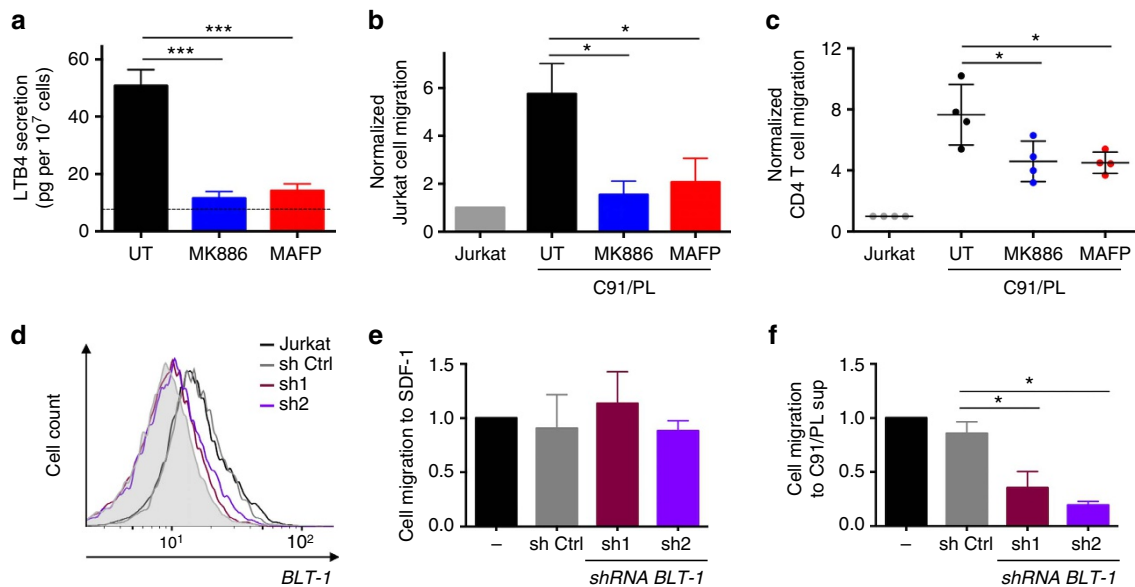 a
***
***
LTB4 secretion
(pg per 10⁷ cells)
60
40
20
0
UT
MK886
MAFP
b
*
*
Normalized
Jurkat cell migration
6
4
2
0
Jurkat
UT
MK886
MAFP
C91/PL
c
*
*
Normalized
CD4 T cell migration
12
8
4
0
Jurkat
UT
MK886
MAFP
C91/PL
d
Cell count
Jurkat
sh Ctrl
sh1
sh2
10¹
10²
BLT-1
e
Cell migration to SDF-1
1.5
1.0
0.5
0.0
–
sh Ctrl
sh1
sh2
shRNA BLT-1
f
*
*
Cell migration
to C91/PL sup
1.5
1.0
0.5
0.0
–
sh Ctrl
sh1
sh2
shRNA BLT-1